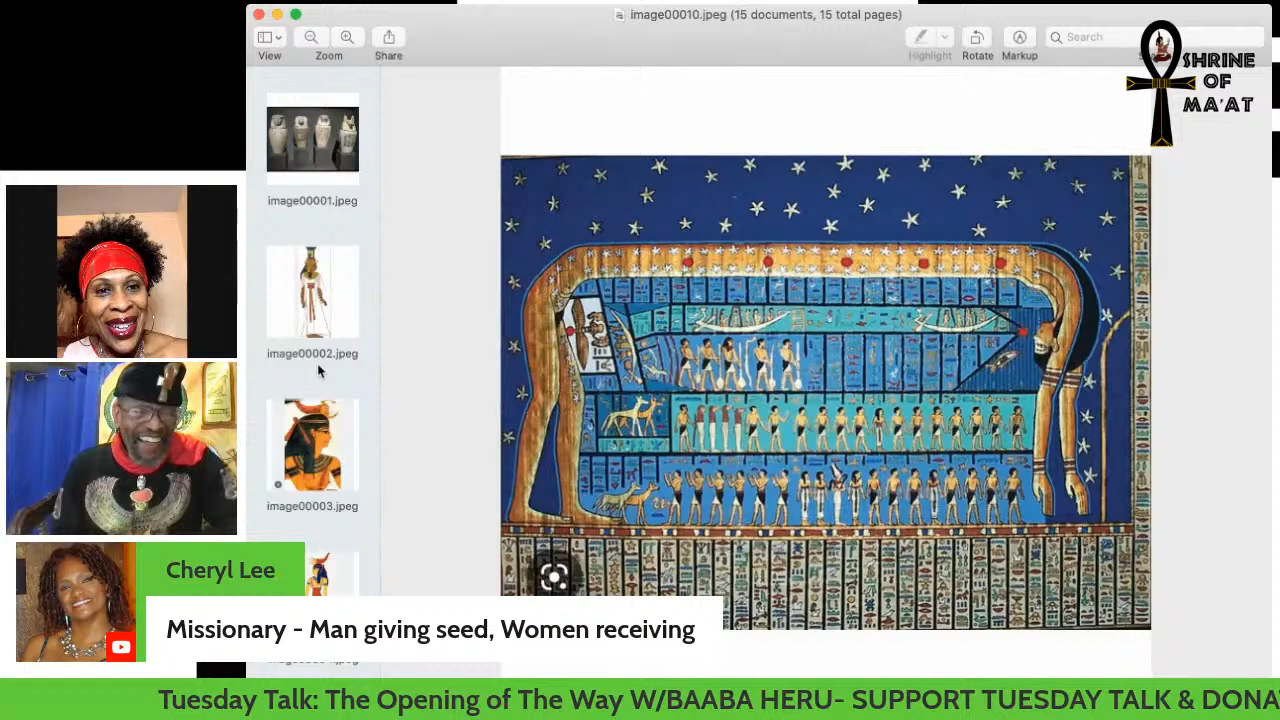 image00010.jpeg (15 documents, 15 total pages)
View
Zoom
Share
Highlight
Rotate
Markup
Search
SHRINE
OF
MA'AT
image00001.jpeg
image00002.jpeg
image00003.jpeg
Cheryl Lee
Missionary - Man giving seed, Women receiving
Tuesday Talk: The Opening of The Way W/BAABA HERU- SUPPORT TUESDAY TALK & DONA